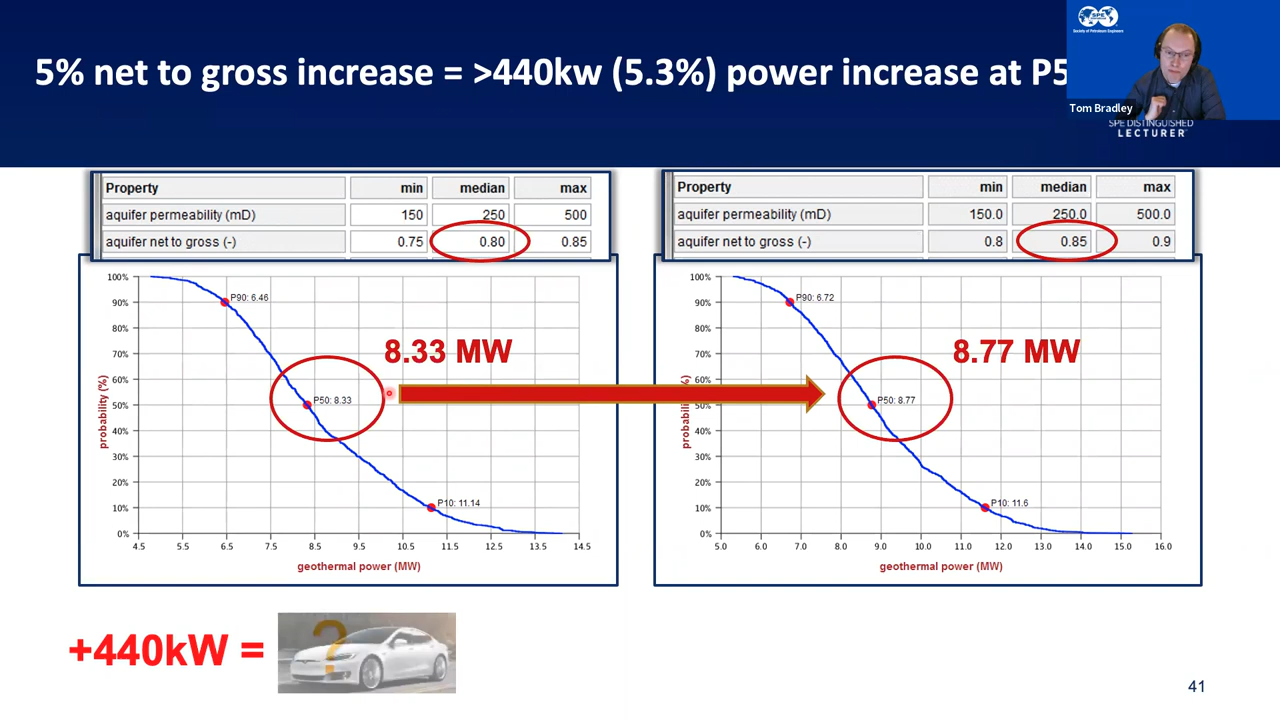 5% net to gross increase = >440kw (5.3%) power increase at P5
SPE
Society of Petroleum Engineers
Tom Bradley
SPE DISTINGUISHED
LECTURER
Property min median max
aquifer permeability (mD) 150 250 500
aquifer net to gross (-) 0.75 0.80 0.85
Property min median max
aquifer permeability (mD) 150.0 250.0 500.0
aquifer net to gross (-) 0.8 0.85 0.9
100%
90%
80%
70%
60%
50%
40%
30%
20%
10%
0%
probability (%)
P90: 6.46
8.33 MW
P50: 8.33
P10: 11.14
4.5 5.5 6.5 7.5 8.5 9.5 10.5 11.5 12.5 13.5 14.5
geothermal power (MW)
100%
90%
80%
70%
60%
50%
40%
30%
20%
10%
0%
probabili %)
P90: 6.72
8.77 MW
P50: 8.77
P10: 11.6
5.0 6.0 7.0 8.0 9.0 10.0 11.0 12.0 13.0 14.0 15.0 16.0
geothermal power (MW)
+440kW =
?
41